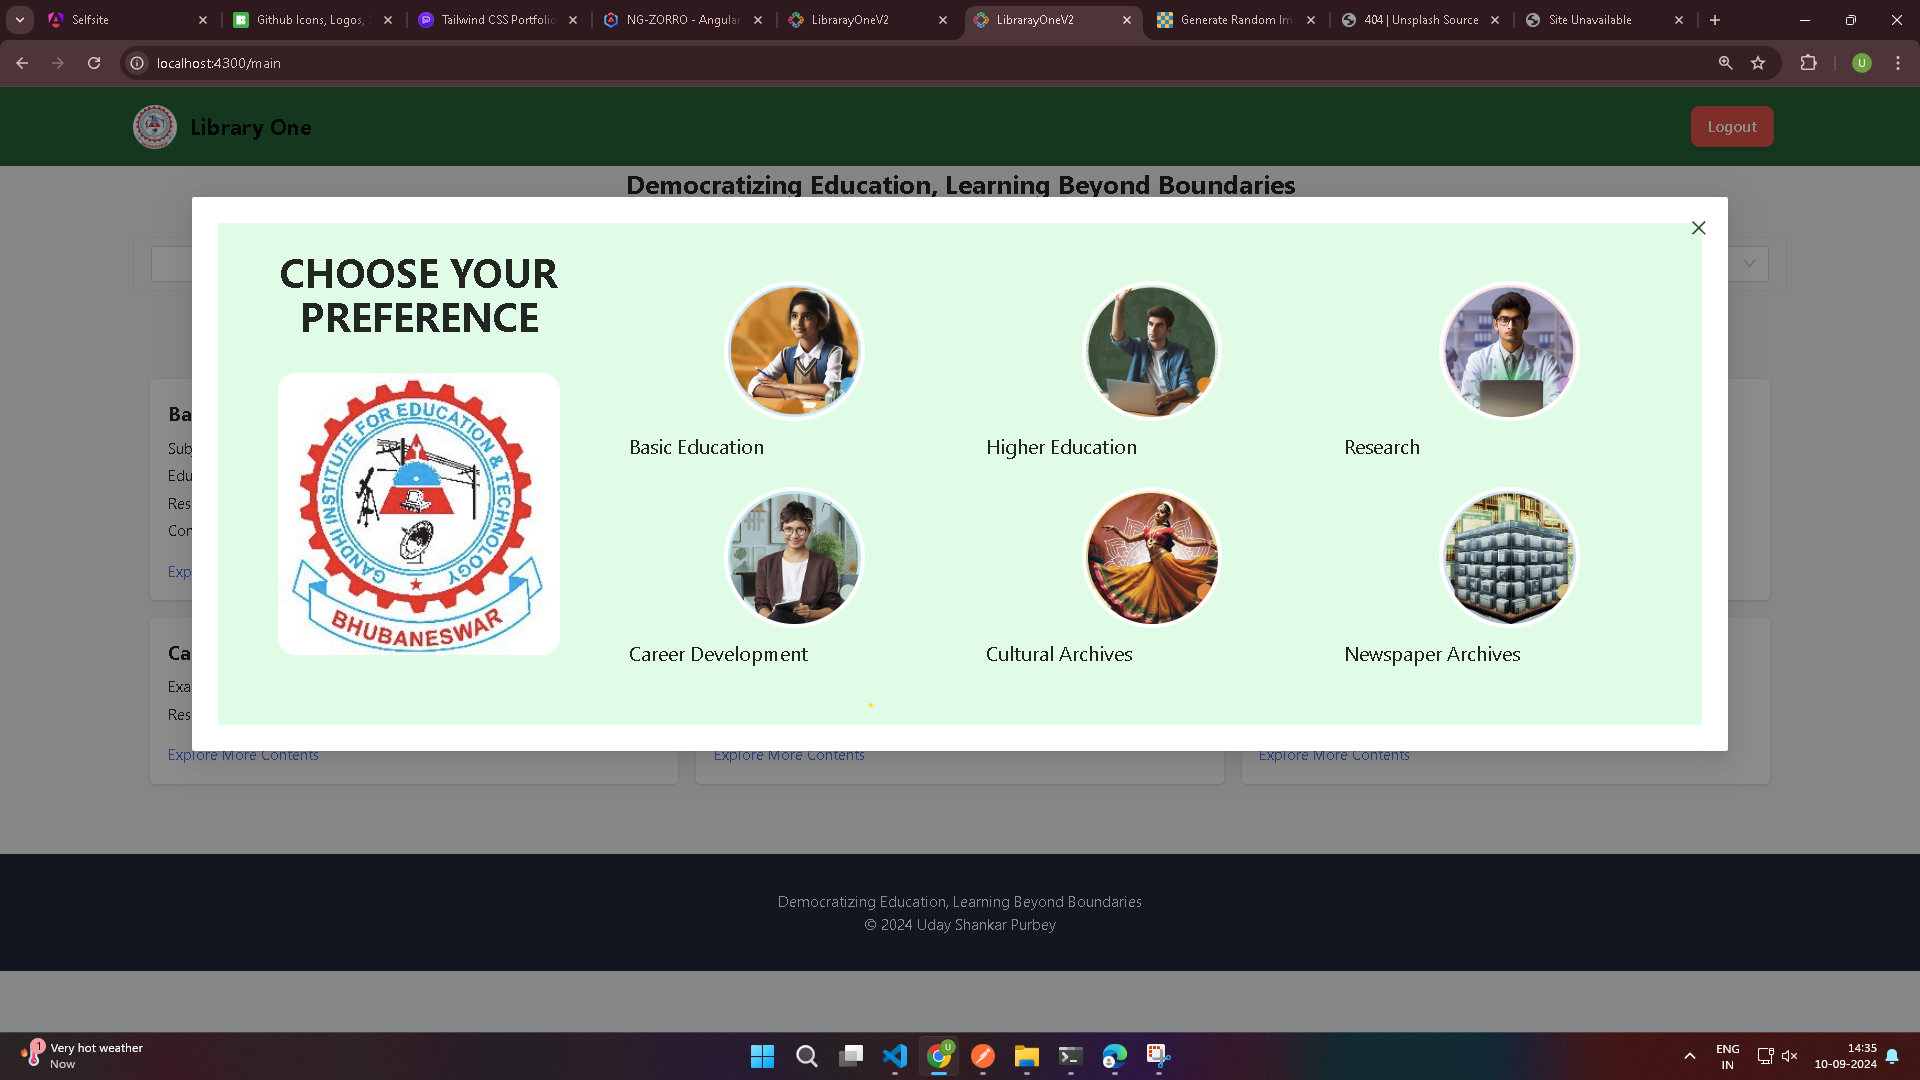 Selfsite
Github Icons, Logos,
Tailwind CSS Portfolio
NG-ZORRO - Angular
LibrarayOneV2
LibrarayOneV2
Generate Random Im
404 | Unsplash Source
Site Unavailable
localhost:4300/main
U
Library One
Logout
Democratizing Education, Learning Beyond Boundaries
CHOOSE YOUR
PREFERENCE
GANDHI INSTITUTE FOR EDUCATION & TECHNOLOGY
BHUBANESWAR
Basic Education
Higher Education
Research
Career Development
Cultural Archives
Newspaper Archives
Ba
Sub
Edu
Res
Con
Exp
Ca
Exa
Res
Explore More Contents
Explore More Contents
Explore More Contents
Democratizing Education, Learning Beyond Boundaries
© 2024 Uday Shankar Purbey
1
Very hot weather
Now
U
ENG
IN
14:35
10-09-2024